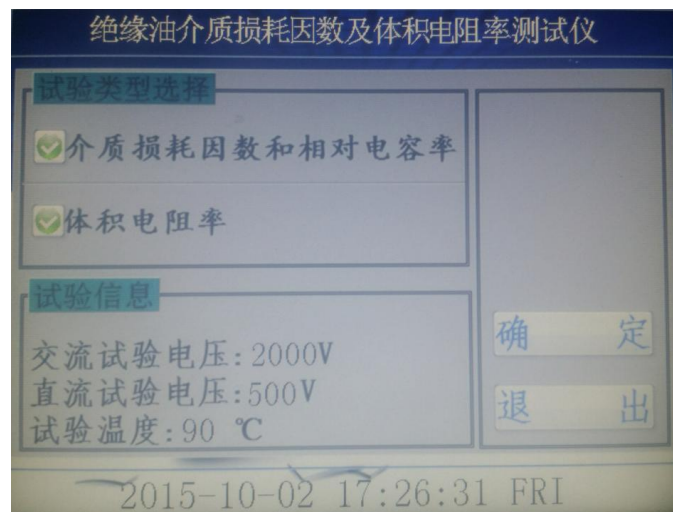 绝缘油介质损耗因数及体积电阻率测试仪
试验类型选择
介质损耗因数和相对电容率
体积电阻率
试验信息
交流试验电压:2000V
直流试验电压:500V
试验温度:90 ℃
确 定
退 出
2015-10-02 17:26:31 FRI